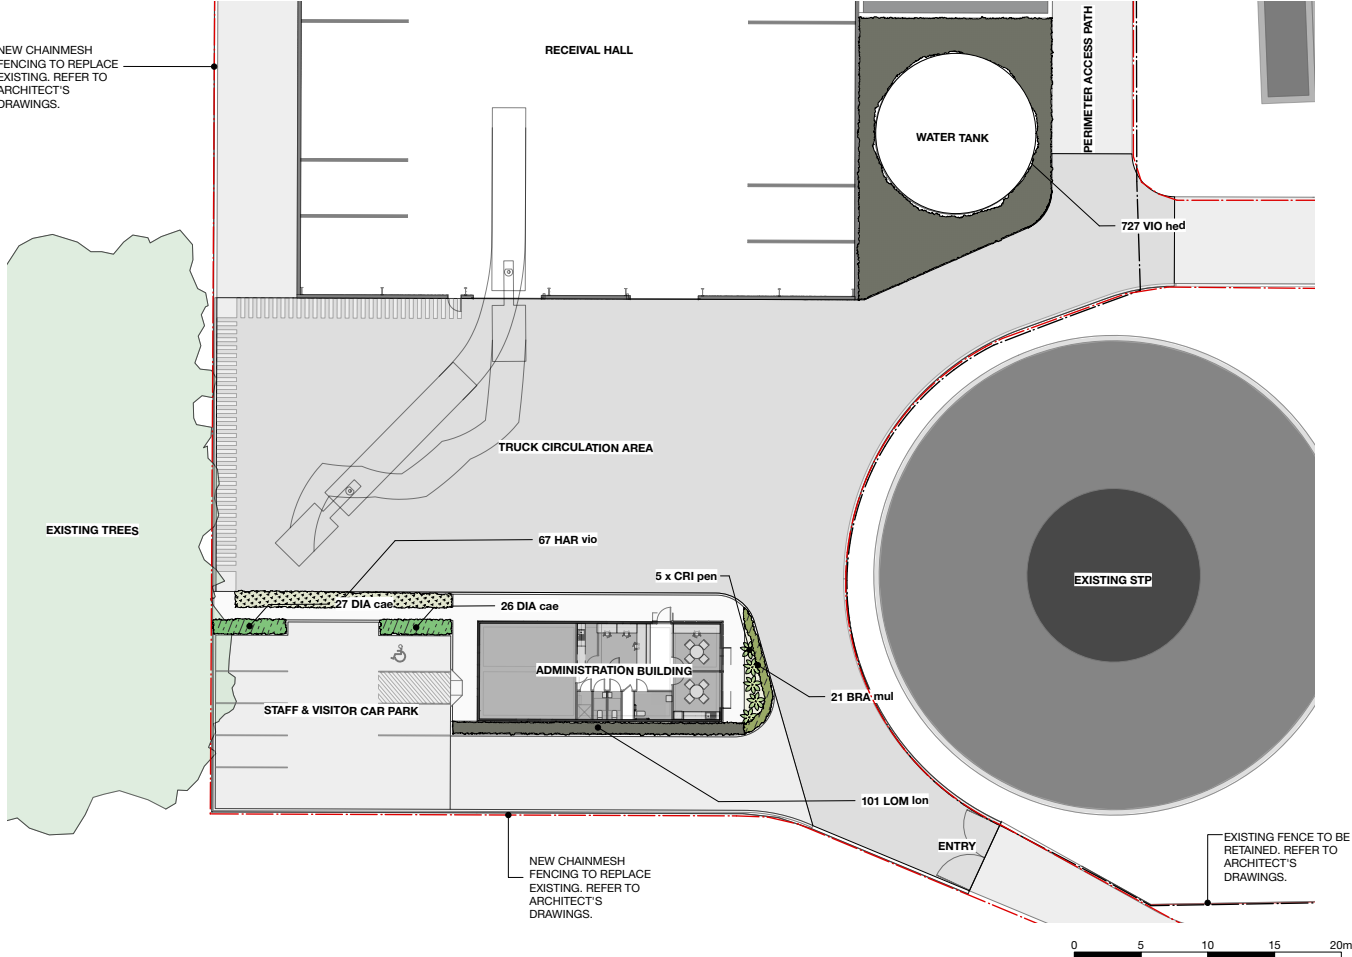 NEW CHAINMESH
FENCING TO REPLACE
EXISTING. REFER TO
ARCHITECT'S
DRAWINGS.
RECEIVAL HALL
PERIMETER ACCESS PATH
WATER TANK
727 VIO hed
TRUCK CIRCULATION AREA
EXISTING TREES
67 HAR vio
5 x CRI pen
EXISTING STP
27 DIA cae
26 DIA cae
ADMINISTRATION BUILDING
21 BRA mul
STAFF & VISITOR CAR PARK
101 LOM lon
ENTRY
NEW CHAINMESH
FENCING TO REPLACE
EXISTING. REFER TO
ARCHITECT'S
DRAWINGS.
EXISTING FENCE TO BE
RETAINED. REFER TO
ARCHITECT'S
DRAWINGS.
0 5 10 15 20m